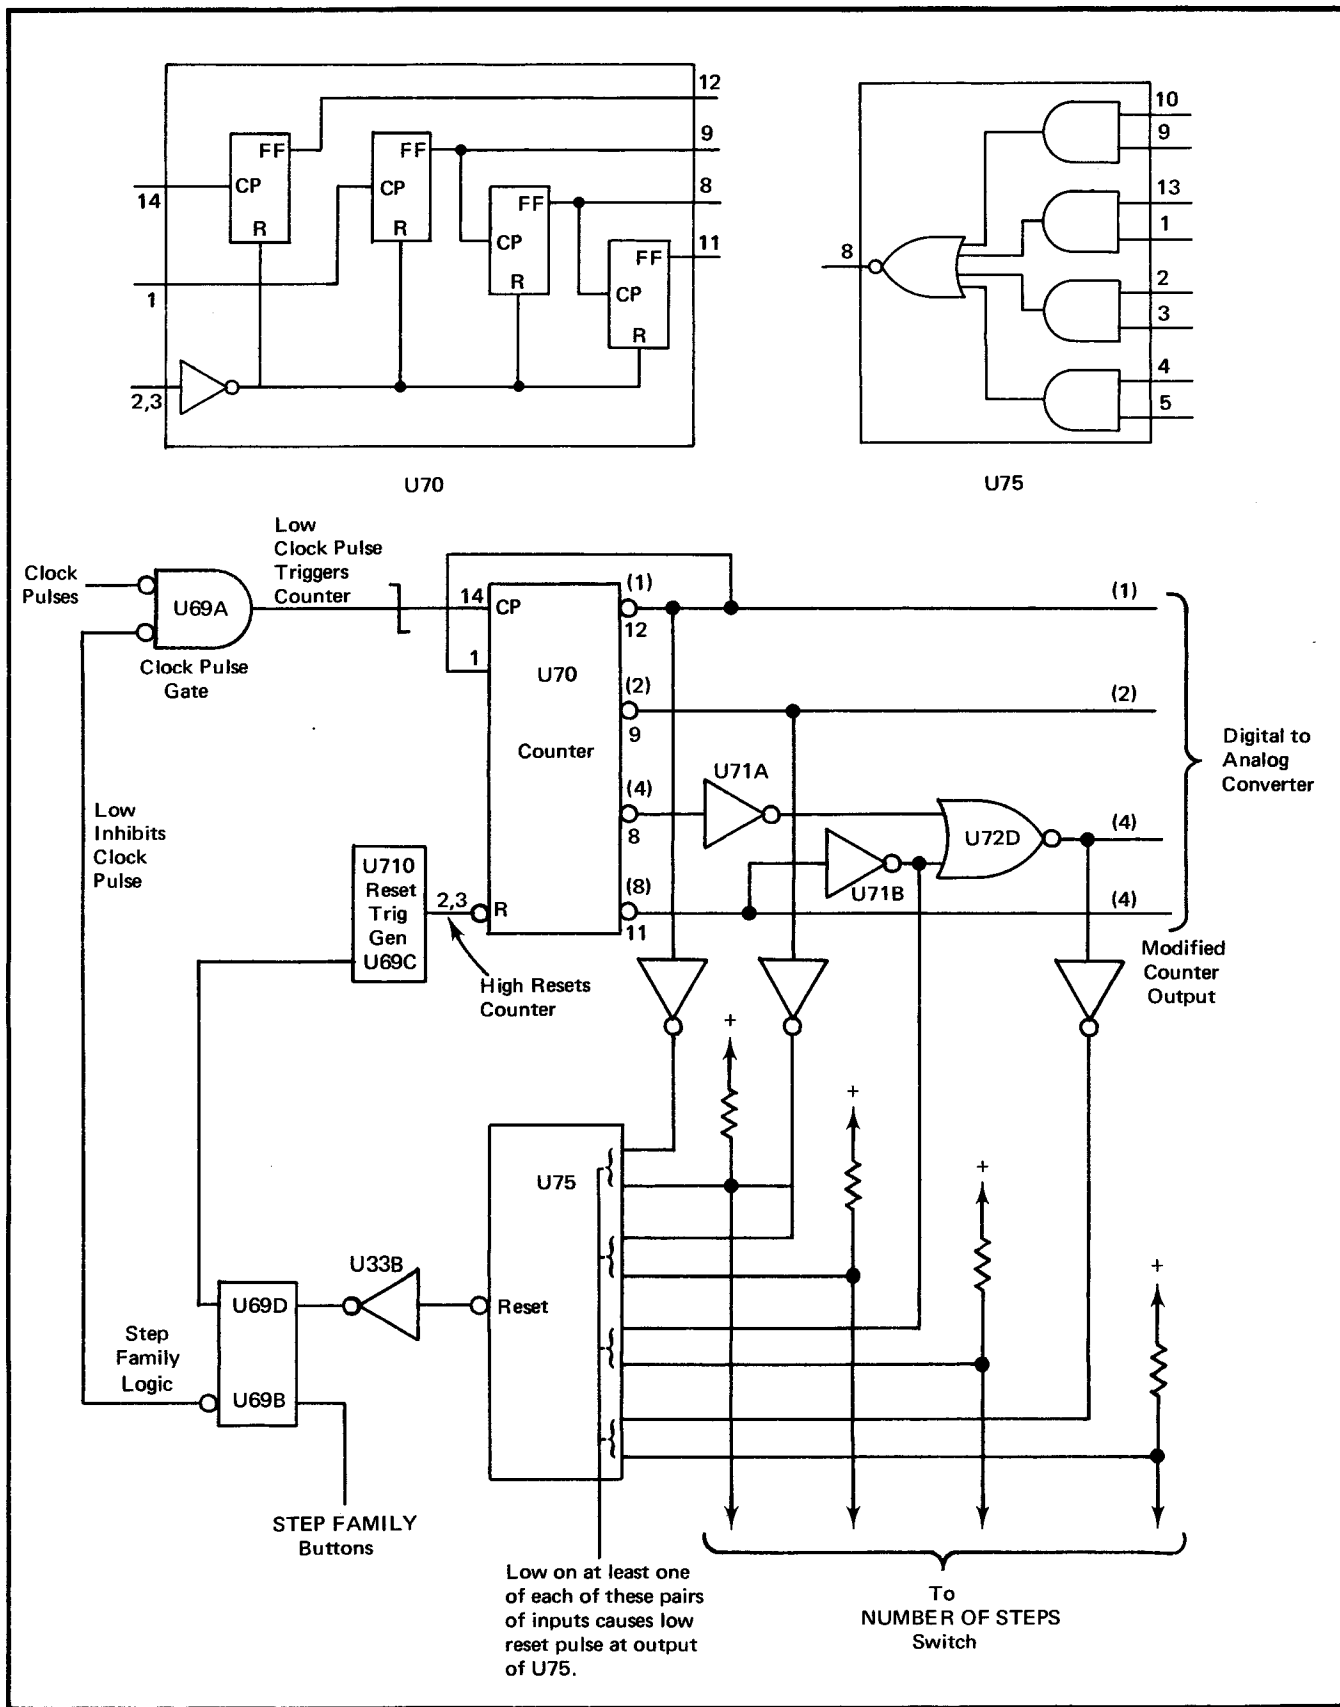 12
FF
FF
9
CP
CP
FF
8
14
R
R
CP
FF
11
1
R
CP
R
2,3
U70
10
9
13
1
8
2
3
4
5
U75
Low
Clock Pulse
Triggers
Counter
Clock
Pulses
U69A
Clock Pulse
Gate
14
CP
1
U70
Counter
R
(1)
12
(2)
9
(4)
8
(8)
11
U71A
U71B
U72D
(1)
(2)
(4)
(4)
Digital to
Analog
Converter
Modified
Counter
Output
Low
Inhibits
Clock
Pulse
U710
Reset
Trig
Gen
U69C
2,3
High Resets
Counter
+
+
+
+
U75
Reset
U33B
U69D
U69B
Step
Family
Logic
STEP FAMILY
Buttons
Low on at least one
of each of these pairs
of inputs causes low
reset pulse at output
of U75.
To
NUMBER OF STEPS
Switch